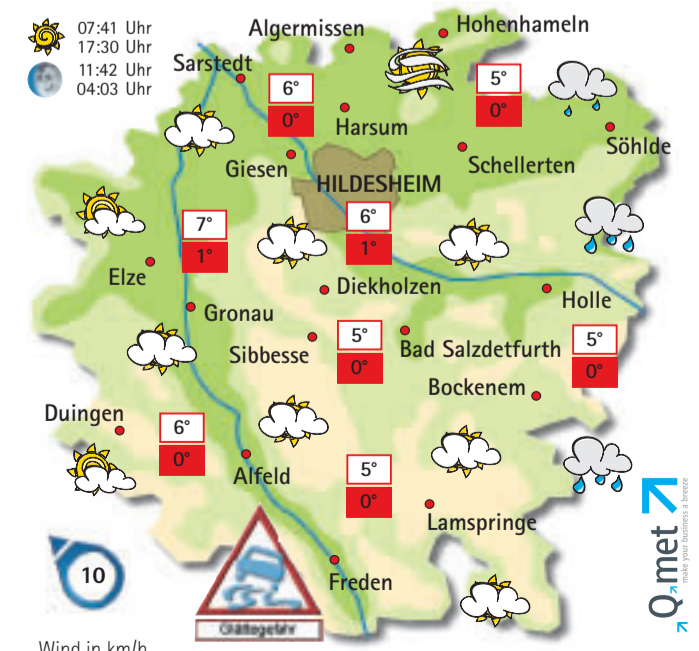 07:41 Uhr
17:30 Uhr
11:42 Uhr
04:03 Uhr
Algermissen
Hohenhameln
Sarstedt
6°
0°
5°
0°
Harsum
Söhlde
Giesen
Schellerten
HILDESHEIM
7°
1°
6°
1°
Elze
Diekholzen
Holle
Gronau
Sibbesse
5°
0°
Bad Salzdetfurth
5°
0°
Bockenem
Duingen
6°
0°
Alfeld
5°
0°
Lamspringe
10
Freden
Glättegefahr
Wind in km/h
Q.met
make your business a breeze